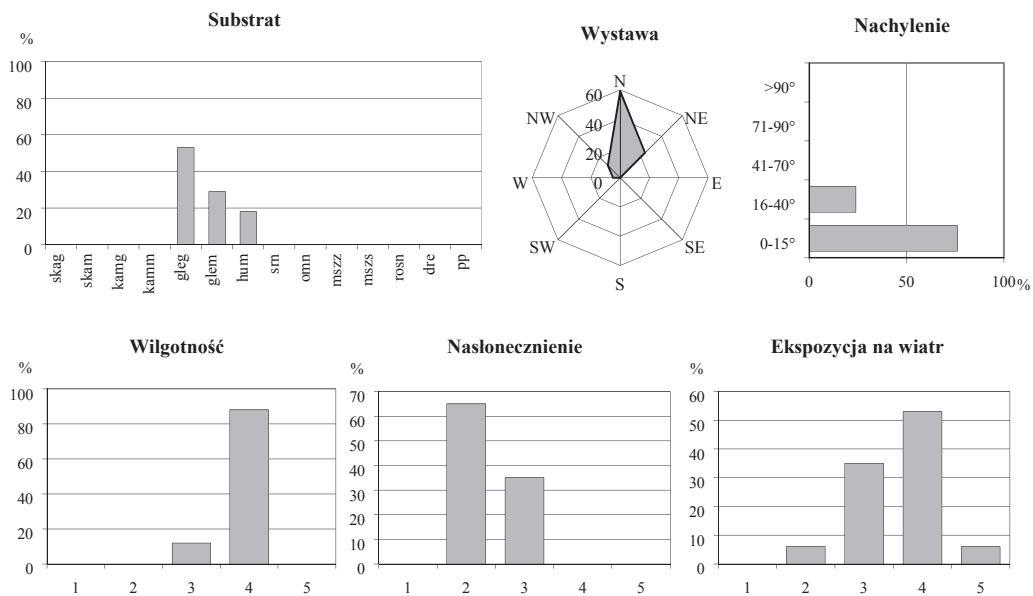 Substrat
%
100
80
60
40
20
0
skag
skam
kamg
kamm
gleg
glem
hum
srn
omn
mszz
mszs
rosn
dre
pp
Wystawa
N
NE
E
SE
S
SW
W
NW
60
40
20
0
Nachylenie
>90°
71-90°
41-70°
16-40°
0-15°
0 50 100%
Wilgotność
%
100
80
60
40
20
0
1 2 3 4 5
Nasłonecznienie
%
70
60
50
40
30
20
10
0
1 2 3 4 5
Ekspozycja na wiatr
%
60
50
40
30
20
10
0
1 2 3 4 5